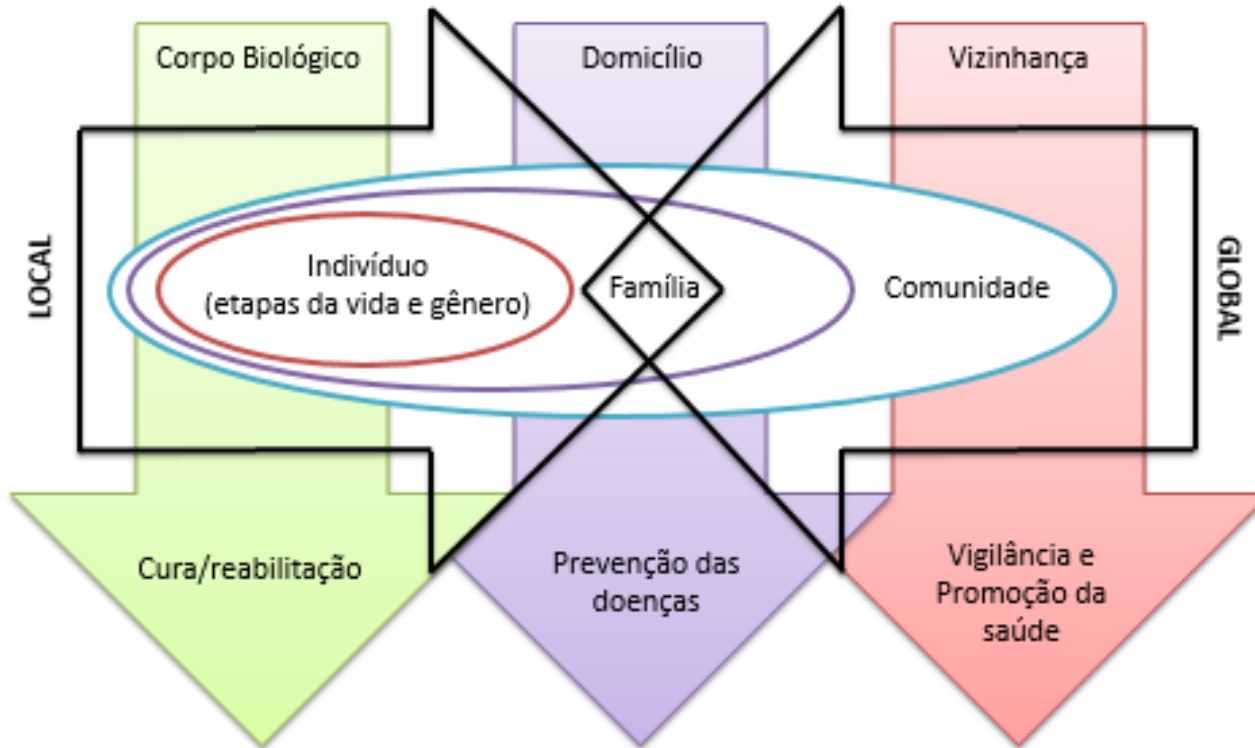 Corpo Biológico
Domicílio
Vizinhança
LOCAL
Indivíduo
(etapas da vida e gênero)
Família
Comunidade
GLOBAL
Cura/reabilitação
Prevenção das
doenças
Vigilância e
Promoção da
saúde